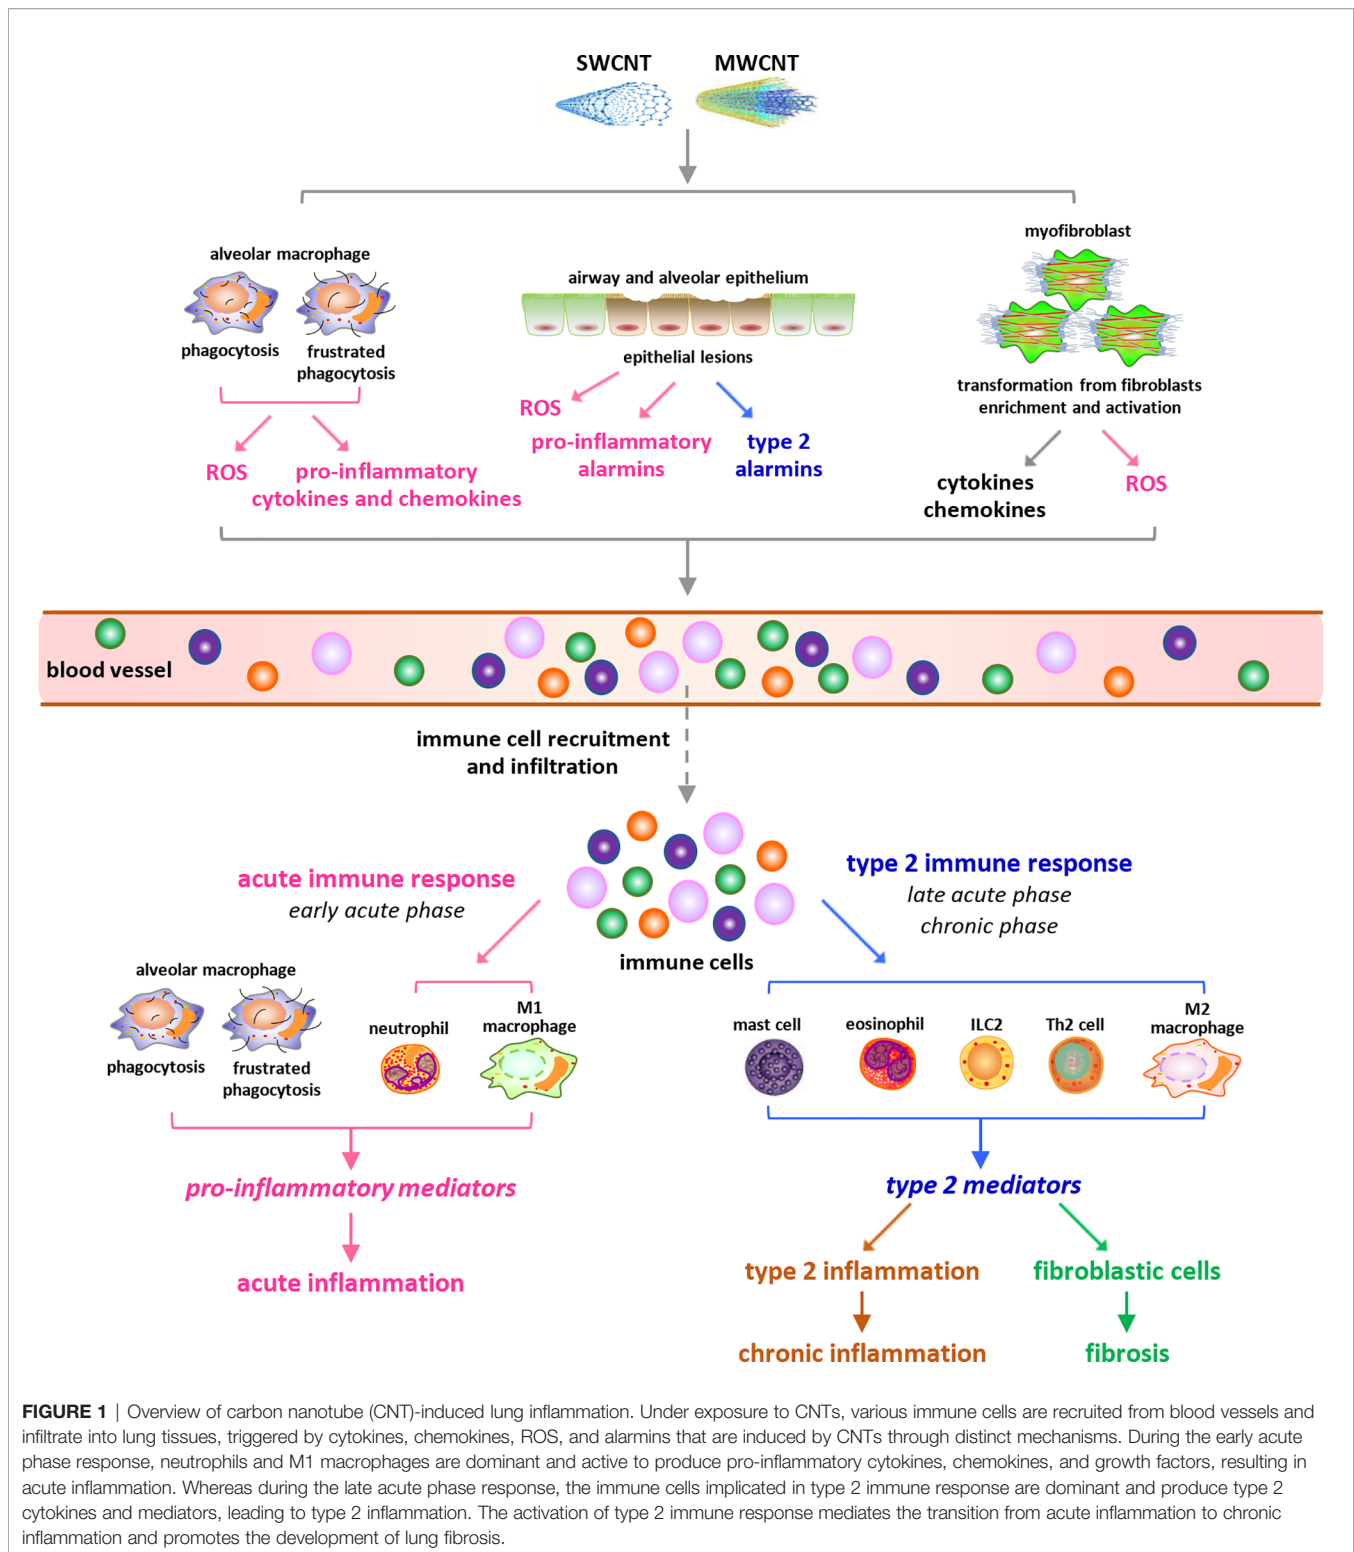 SWCNT
MWCNT
alveolar macrophage
phagocytosis
frustrated
phagocytosis
ROS
pro-inflammatory
cytokines and chemokines
airway and alveolar epithelium
epithelial lesions
ROS
pro-inflammatory
alarmins
type 2
alarmins
myofibroblast
transformation from fibroblasts
enrichment and activation
cytokines
chemokines
ROS
blood vessel
immune cell recruitment
and infiltration
immune cells
acute immune response
early acute phase
alveolar macrophage
phagocytosis
frustrated
phagocytosis
neutrophil
M1
macrophage
pro-inflammatory mediators
acute inflammation
type 2 immune response
late acute phase
chronic phase
mast cell
eosinophil
ILC2
Th2 cell
M2
macrophage
type 2 mediators
type 2 inflammation
chronic inflammation
fibroblastic cells
fibrosis
FIGURE 1 | Overview of carbon nanotube (CNT)-induced lung inflammation. Under exposure to CNTs, various immune cells are recruited from blood vessels and
infiltrate into lung tissues, triggered by cytokines, chemokines, ROS, and alarmins that are induced by CNTs through distinct mechanisms. During the early acute
phase response, neutrophils and M1 macrophages are dominant and active to produce pro-inflammatory cytokines, chemokines, and growth factors, resulting in
acute inflammation. Whereas during the late acute phase response, the immune cells implicated in type 2 immune response are dominant and produce type 2
cytokines and mediators, leading to type 2 inflammation. The activation of type 2 immune response mediates the transition from acute inflammation to chronic
inflammation and promotes the development of lung fibrosis.